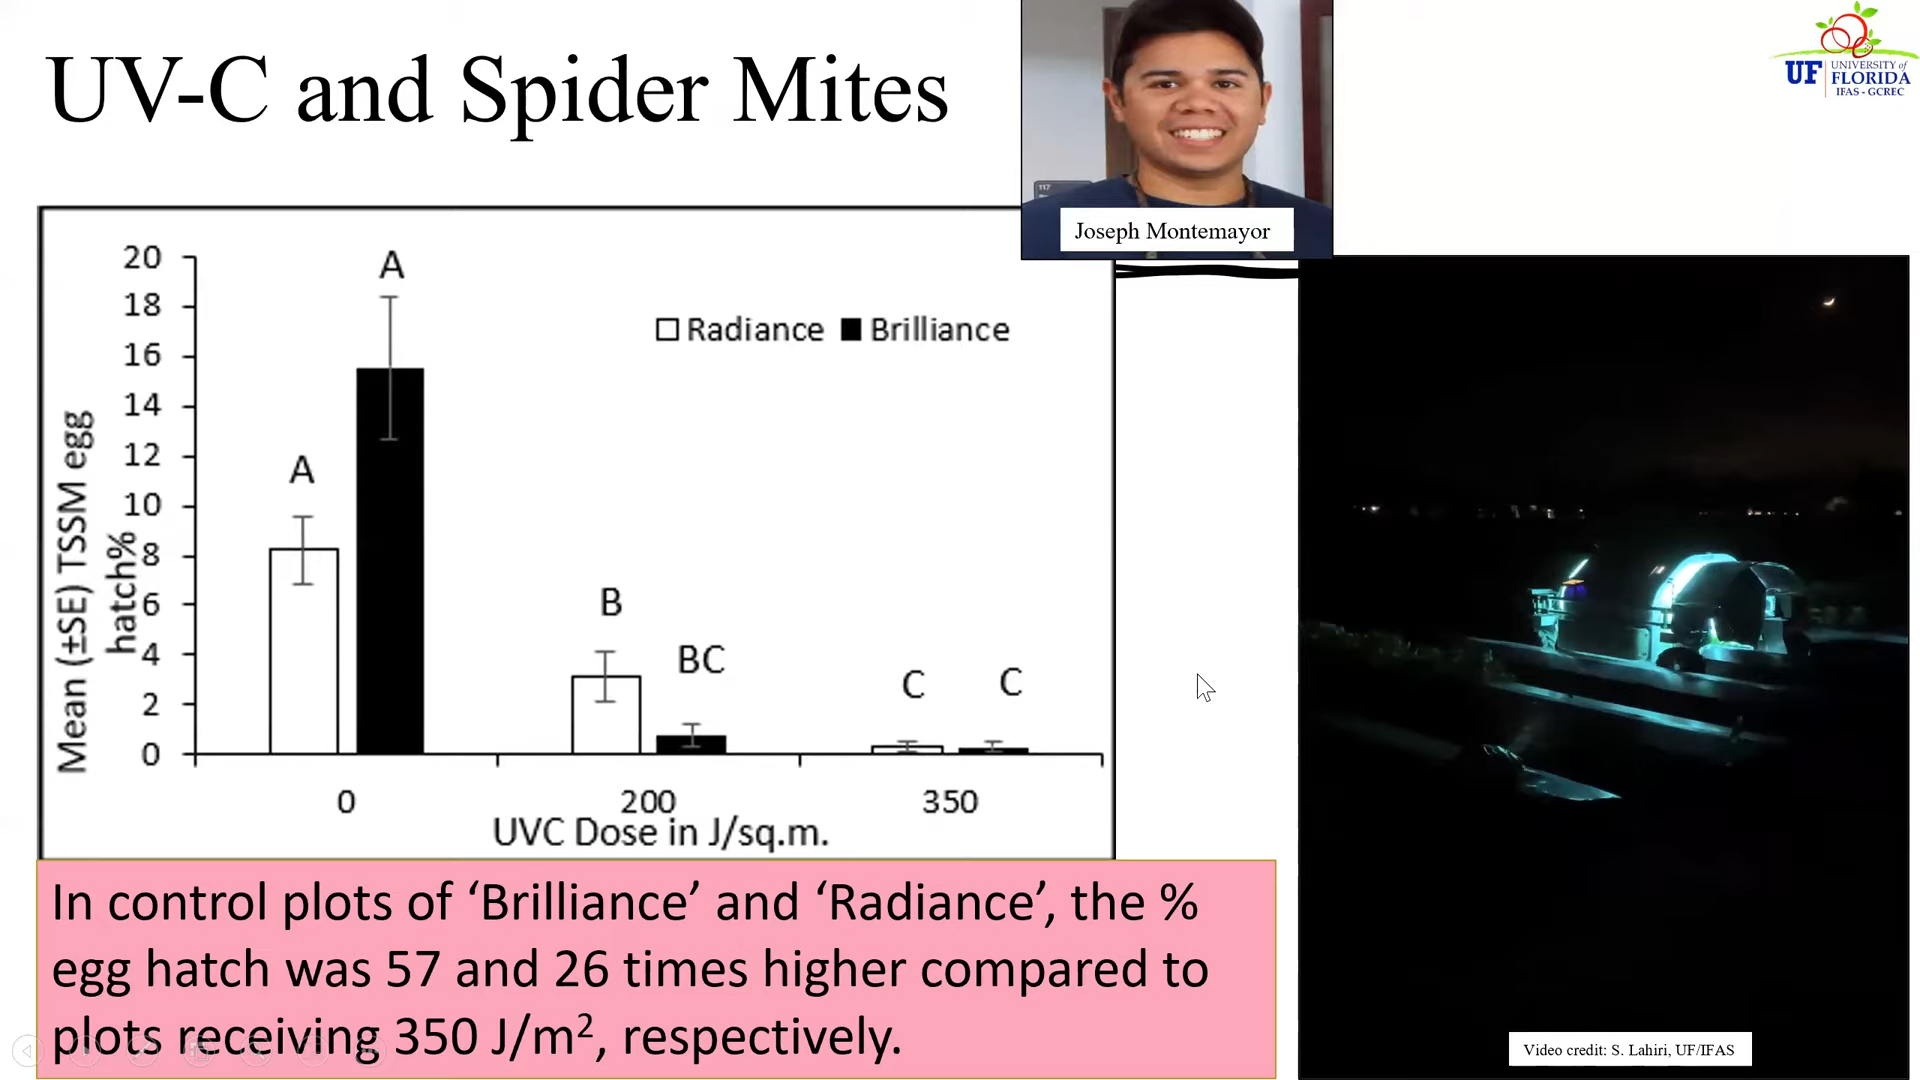 UV-C and Spider Mites
117
Joseph Montemayor
UF UNIVERSITY of
FLORIDA
IFAS - GCREC
Mean (±SE) TSSM egg
hatch%
20
18
16
14
12
10
8
6
4
2
0
A
A
B
BC
C
C
Radiance
Brilliance
0
200
350
UVC Dose in J/sq.m.
In control plots of ‘Brilliance’ and ‘Radiance’, the %
egg hatch was 57 and 26 times higher compared to
plots receiving 350 J/m², respectively.
Video credit: S. Lahiri, UF/IFAS